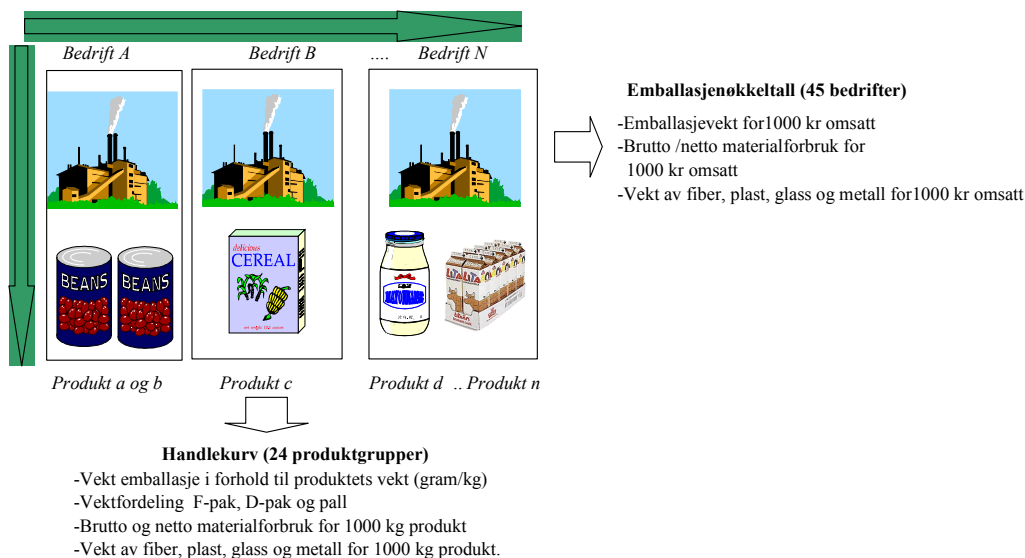 Bedrift A
Bedrift B
.... Bedrift N
Emballasjenøkkeltall (45 bedrifter)
-Emballasjevekt for1000 kr omsatt
-Brutto /netto materialforbruk for
1000 kr omsatt
-Vekt av fiber, plast, glass og metall for1000 kr omsatt
BEANS
BEANS
delicious
CEREAL
Produkt a og b
Produkt c
Produkt d .. Produkt n
Handlekurv (24 produktgrupper)
-Vekt emballasje i forhold til produktets vekt (gram/kg)
-Vektfordeling F-pak, D-pak og pall
-Brutto og netto materialforbruk for 1000 kg produkt
-Vekt av fiber, plast, glass og metall for 1000 kg produkt.